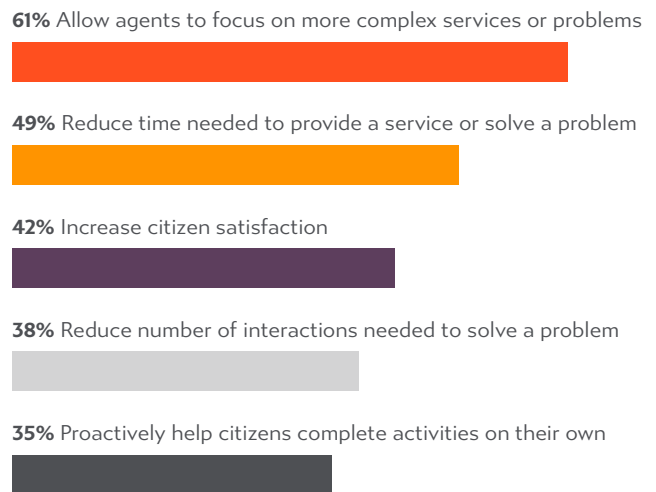 61% Allow agents to focus on more complex services or problems
49% Reduce time needed to provide a service or solve a problem
42% Increase citizen satisfaction
38% Reduce number of interactions needed to solve a problem
35% Proactively help citizens complete activities on their own